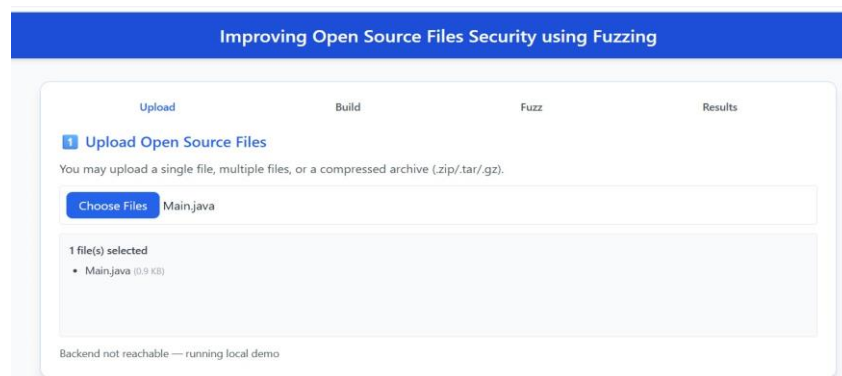 Improving Open Source Files Security using Fuzzing
Upload Build Fuzz Results
1 Upload Open Source Files
You may upload a single file, multiple files, or a compressed archive (.zip/.tar/.gz).
Choose Files Main.java
1 file(s) selected
• Main.java (0.9 KB)
Backend not reachable — running local demo